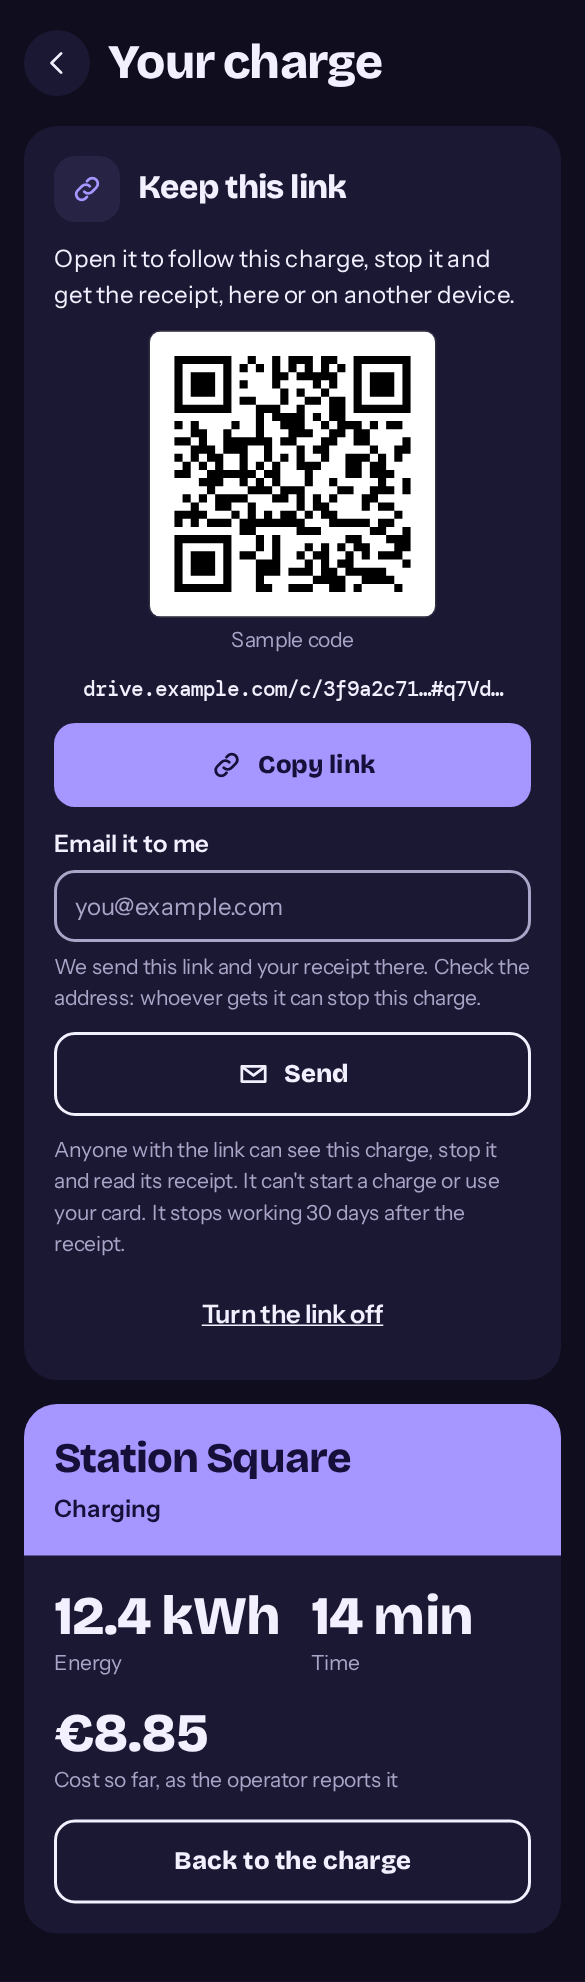 Your charge
Keep this link
Open it to follow this charge, stop it and
get the receipt, here or on another device.
Sample code
drive.example.com/c/3f9a2c71…#q7Vd…
Copy link
Email it to me
you@example.com
We send this link and your receipt there. Check the
address: whoever gets it can stop this charge.
Send
Anyone with the link can see this charge, stop it
and read its receipt. It can't start a charge or use
your card. It stops working 30 days after the
receipt.
Turn the link off
Station Square
Charging
12.4 kWh 14 min
Energy Time
€8.85
Cost so far, as the operator reports it
Back to the charge